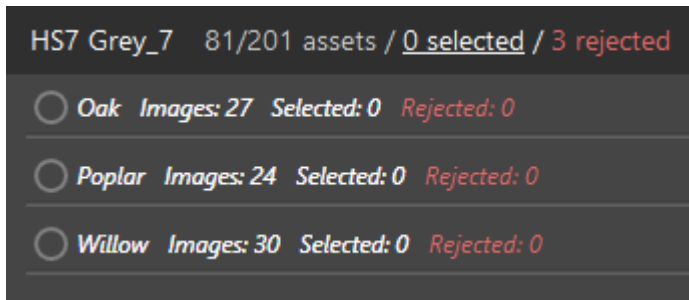 HS7 Grey_7 81/201 assets / 0 selected / 3 rejected
Oak Images: 27 Selected: 0 Rejected: 0
Poplar Images: 24 Selected: 0 Rejected: 0
Willow Images: 30 Selected: 0 Rejected: 0